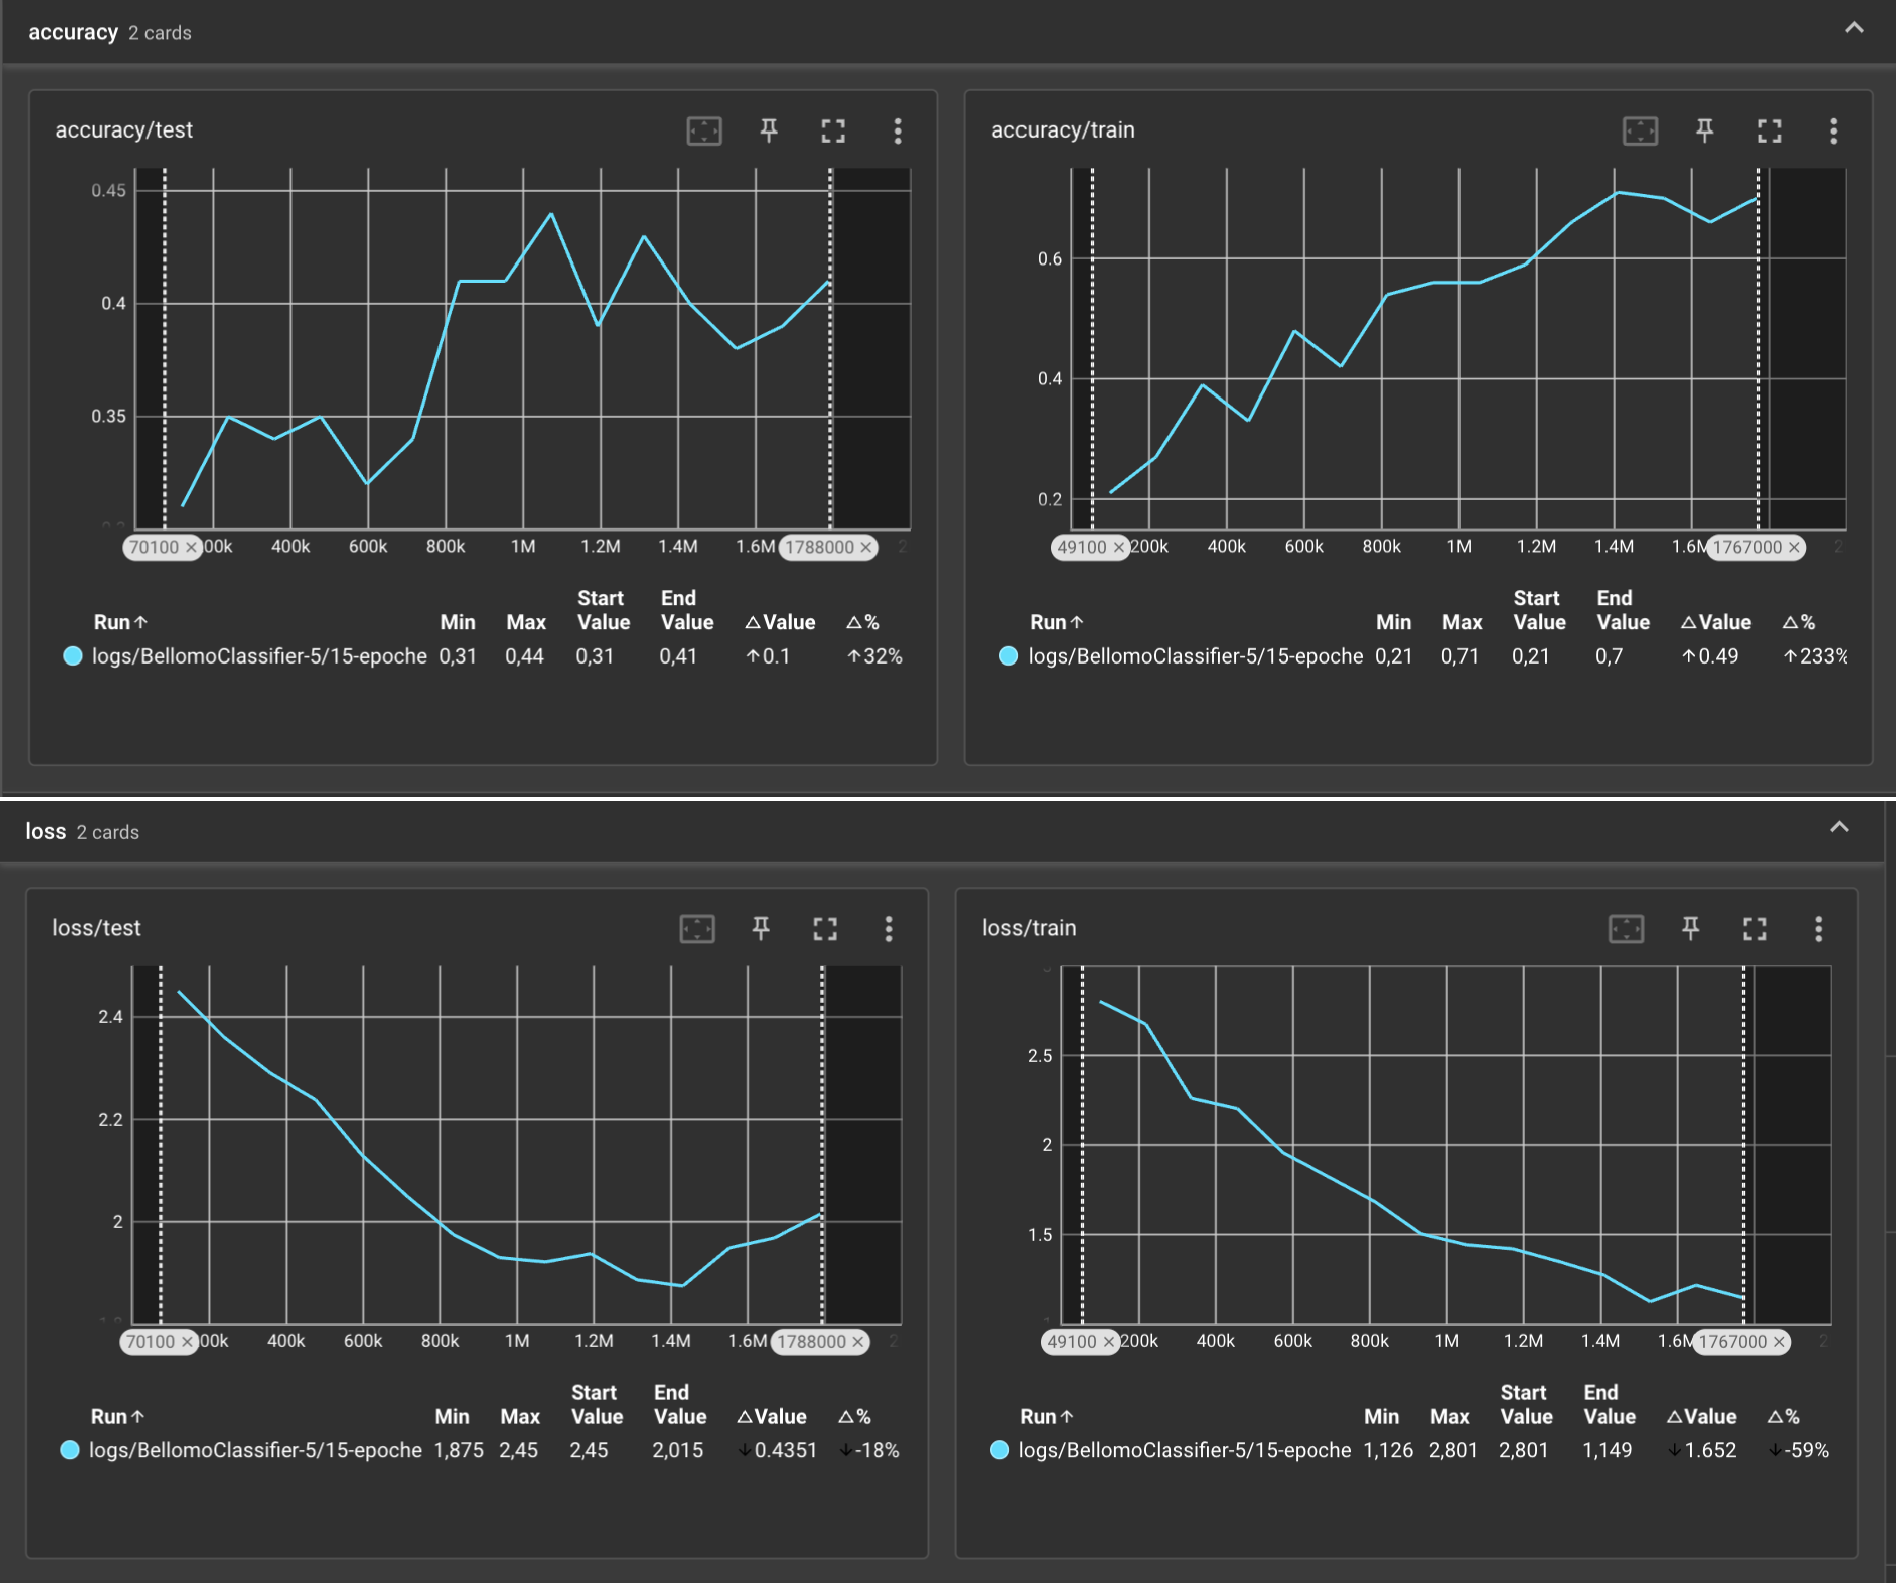 accuracy 2 cards
accuracy/test
0.45
0.4
0.35
70100 × 00k 400k 600k 800k 1M 1.2M 1.4M 1.6M 1788000 × 2
Run↑ Min Max Start Value End Value △Value △%
logs/BellomoClassifier-5/15-epoche 0,31 0,44 0,31 0,41 ↑0.1 ↑32%
accuracy/train
0.6
0.4
0.2
49100 × 200k 400k 600k 800k 1M 1.2M 1.4M 1.6M 1767000 × 2
Run↑ Min Max Start Value End Value △Value △%
logs/BellomoClassifier-5/15-epoche 0,21 0,71 0,21 0,7 ↑0.49 ↑233%
loss 2 cards
loss/test
2.4
2.2
2
70100 × 00k 400k 600k 800k 1M 1.2M 1.4M 1.6M 1788000 × 2
Run↑ Min Max Start Value End Value △Value △%
logs/BellomoClassifier-5/15-epoche 1,875 2,45 2,45 2,015 ↓0.4351 ↓-18%
loss/train
2.5
2
1.5
49100 × 200k 400k 600k 800k 1M 1.2M 1.4M 1.6M 1767000 × 2
Run↑ Min Max Start Value End Value △Value △%
logs/BellomoClassifier-5/15-epoche 1,126 2,801 2,801 1,149 ↓1.652 ↓-59%